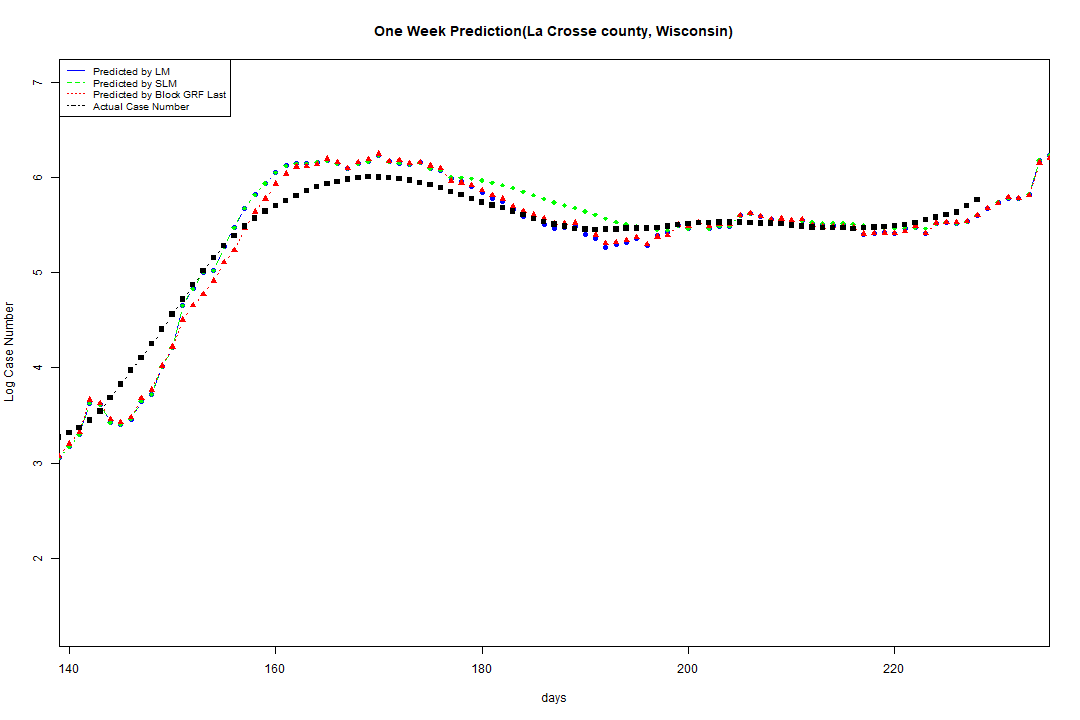 One Week Prediction(La Crosse county, Wisconsin)
Predicted by LM
Predicted by SLM
Predicted by Block GRF Last
Actual Case Number
7
6
5
4
3
2
Log Case Number
140 160 180 200 220
days